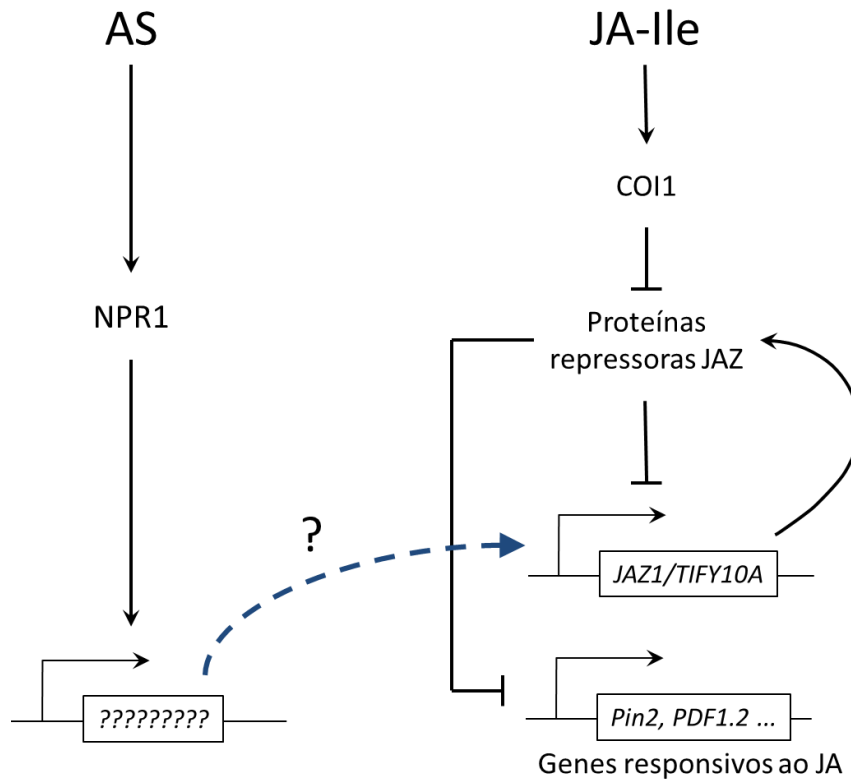 AS
JA-Ile
COI1
NPR1
Proteínas
repressoras JAZ
?
JAZ1/TIFY10A
?????????
Pin2, PDF1.2 ...
Genes responsivos ao JA